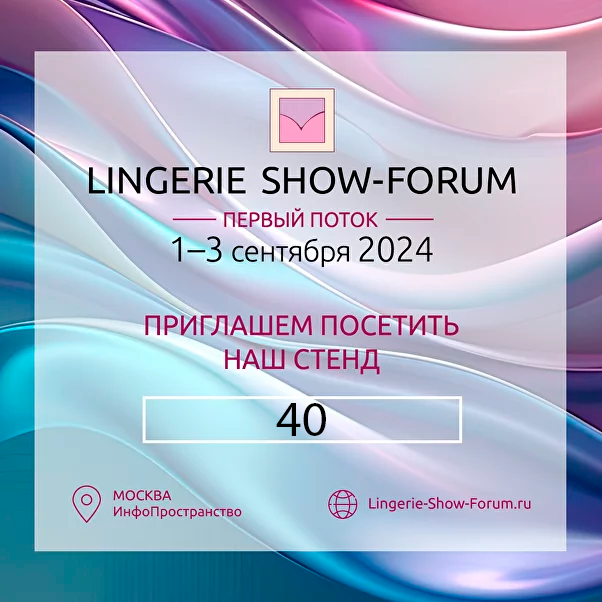 LINGERIE SHOW-FORUM
ПЕРВЫЙ ПОТОК
1–3 сентября 2024
ПРИГЛАШЕМ ПОСЕТИТЬ
НАШ СТЕНД
40
МОСКВА
ИнфоПространство
Lingerie-Show-Forum.ru